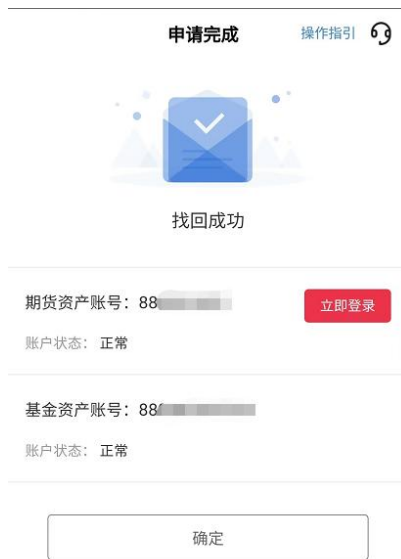 申请完成 操作指引
找回成功
期货资产账号：88 立即登录
账户状态： 正常
基金资产账号：88
账户状态： 正常
确定